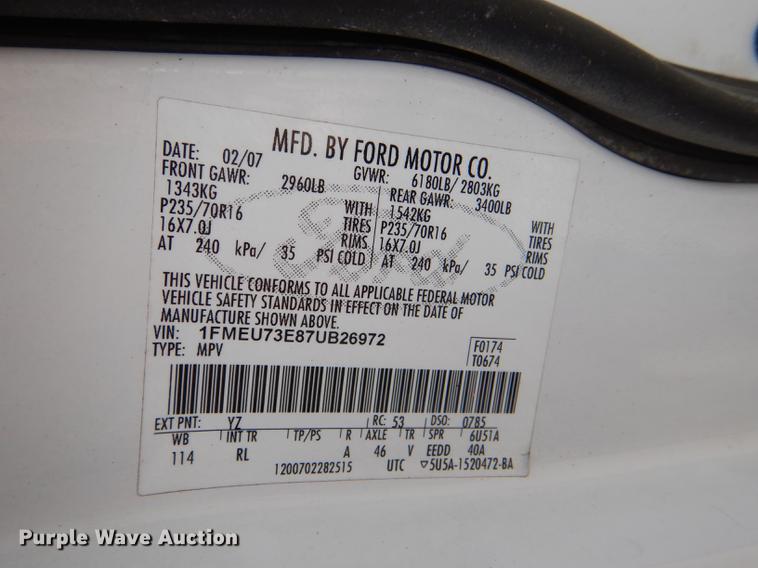 MFD. BY FORD MOTOR CO.
DATE: 02/07 GVWR: 6180LB/ 2803KG
FRONT GAWR: 2960LB REAR GAWR: 3400LB
1343KG WITH 1542KG WITH
P235/70R16 TIRES P235/70R16 TIRES
16X7.0J RIMS 16X7.0J RIMS
AT 240 kPa/ 35 PSI COLD AT 240 kPa/ 35 PSI COLD
Ford
THIS VEHICLE CONFORMS TO ALL APPLICABLE FEDERAL MOTOR
VEHICLE SAFETY STANDARDS IN EFFECT ON THE DATE OF
MANUFACTURE SHOWN ABOVE.
VIN: 1FMEU73E87UB26972 F0174
TYPE: MPV T0674
EXT PNT: YZ RC: 53 DSO: 07B5
WB INT TR TP/PS R AXLE TR SPR 6U51A
114 RL A 46 V EEDD 40A
1200702282515 UTC ▽5U5A-1520472-BA
Purple Wave Auction